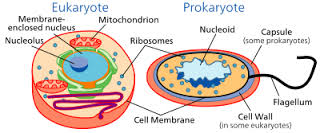 Eukaryote
Prokaryote
Membrane-
enclosed nucleus
Mitochondrion
Nucleolus
Ribosomes
Nucleoid
Capsule
(some prokaryotes)
Cell Membrane
Flagellum
Cell Wall
(in some eukaryotes)